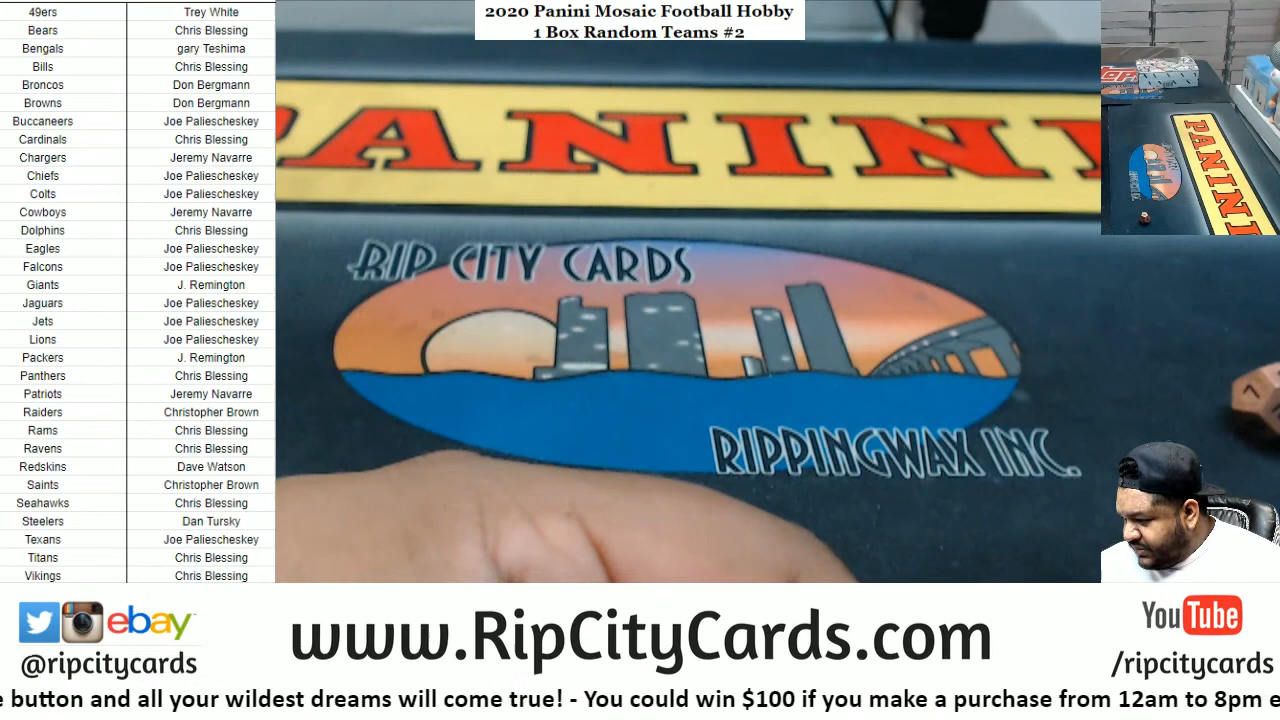 2020 Panini Mosaic Football Hobby
1 Box Random Teams #2
49ers Trey White
Bears Chris Blessing
Bengals gary Teshima
Bills Chris Blessing
Broncos Don Bergmann
Browns Don Bergmann
Buccaneers Joe Paliescheskey
Cardinals Chris Blessing
Chargers Jeremy Navarre
Chiefs Joe Paliescheskey
Colts Joe Paliescheskey
Cowboys Jeremy Navarre
Dolphins Chris Blessing
Eagles Joe Paliescheskey
Falcons Joe Paliescheskey
Giants J. Remington
Jaguars Joe Paliescheskey
Jets Joe Paliescheskey
Lions Joe Paliescheskey
Packers J. Remington
Panthers Chris Blessing
Patriots Jeremy Navarre
Raiders Christopher Brown
Rams Chris Blessing
Ravens Chris Blessing
Redskins Dave Watson
Saints Christopher Brown
Seahawks Chris Blessing
Steelers Dan Tursky
Texans Joe Paliescheskey
Titans Chris Blessing
Vikings Chris Blessing
PANINI
RIP CITY CARDS
RIPPINGWAX INC.
PANINI
ebay
@ripcitycards
www.RipCityCards.com
YouTube
/ripcitycards
e button and all your wildest dreams will come true! - You could win $100 if you make a purchase from 12am to 8pm e